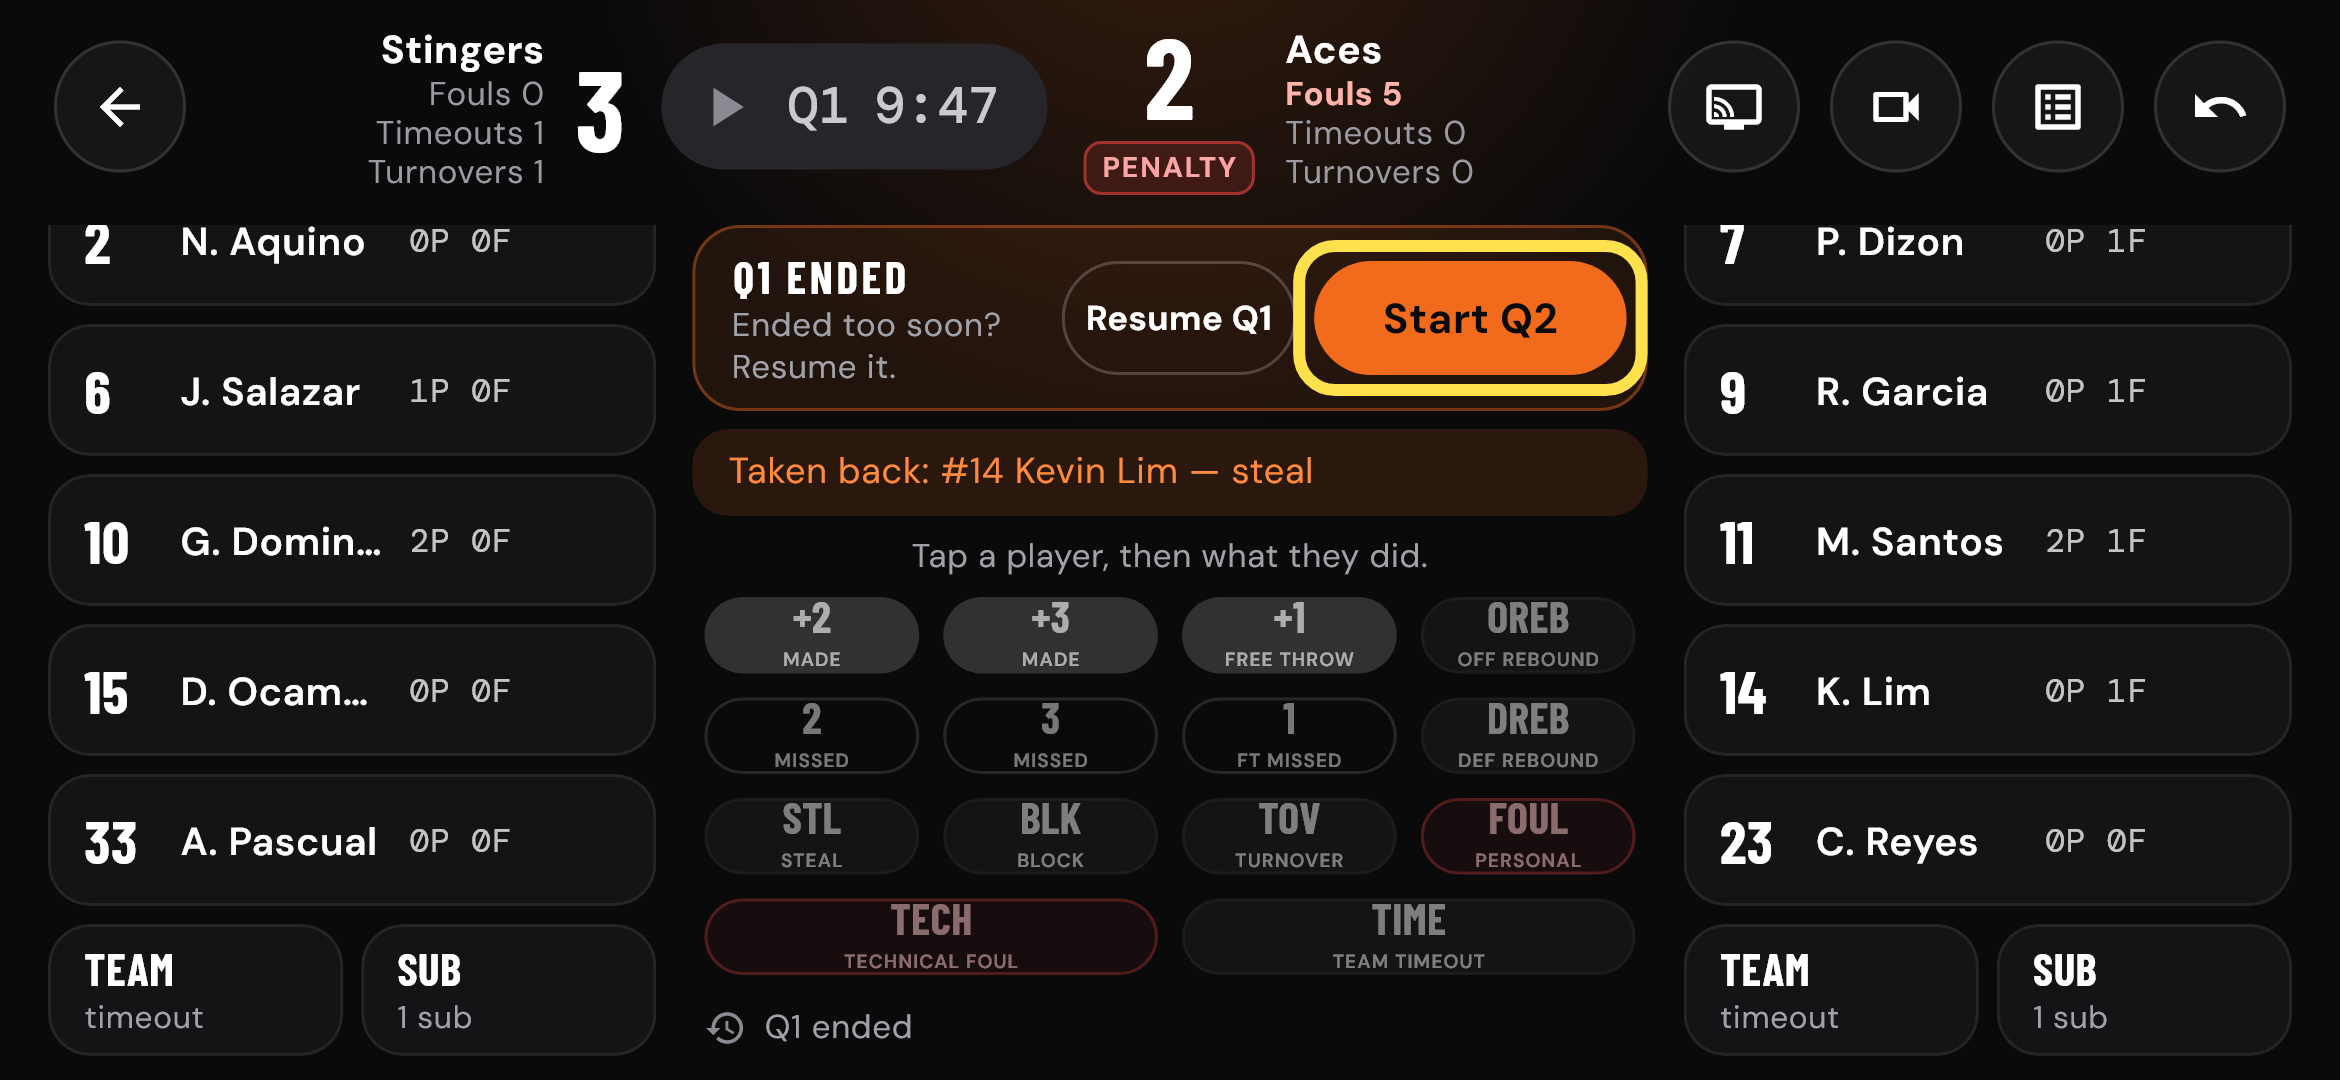 Stingers
Fouls 0
Timeouts 1
Turnovers 1
3
Q1 9:47
2
PENALTY
Aces
Fouls 5
Timeouts 0
Turnovers 0
2 N. Aquino 0P 0F
6 J. Salazar 1P 0F
10 G. Domin... 2P 0F
15 D. Ocam... 0P 0F
33 A. Pascual 0P 0F
TEAM
timeout
SUB
1 sub
Q1 ENDED
Ended too soon?
Resume it.
Resume Q1
Start Q2
Taken back: #14 Kevin Lim — steal
Tap a player, then what they did.
+2
MADE
+3
MADE
+1
FREE THROW
OREB
OFF REBOUND
2
MISSED
3
MISSED
1
FT MISSED
DREB
DEF REBOUND
STL
STEAL
BLK
BLOCK
TOV
TURNOVER
FOUL
PERSONAL
TECH
TECHNICAL FOUL
TIME
TEAM TIMEOUT
Q1 ended
7 P. Dizon 0P 1F
9 R. Garcia 0P 1F
11 M. Santos 2P 1F
14 K. Lim 0P 1F
23 C. Reyes 0P 0F
TEAM
timeout
SUB
1 sub